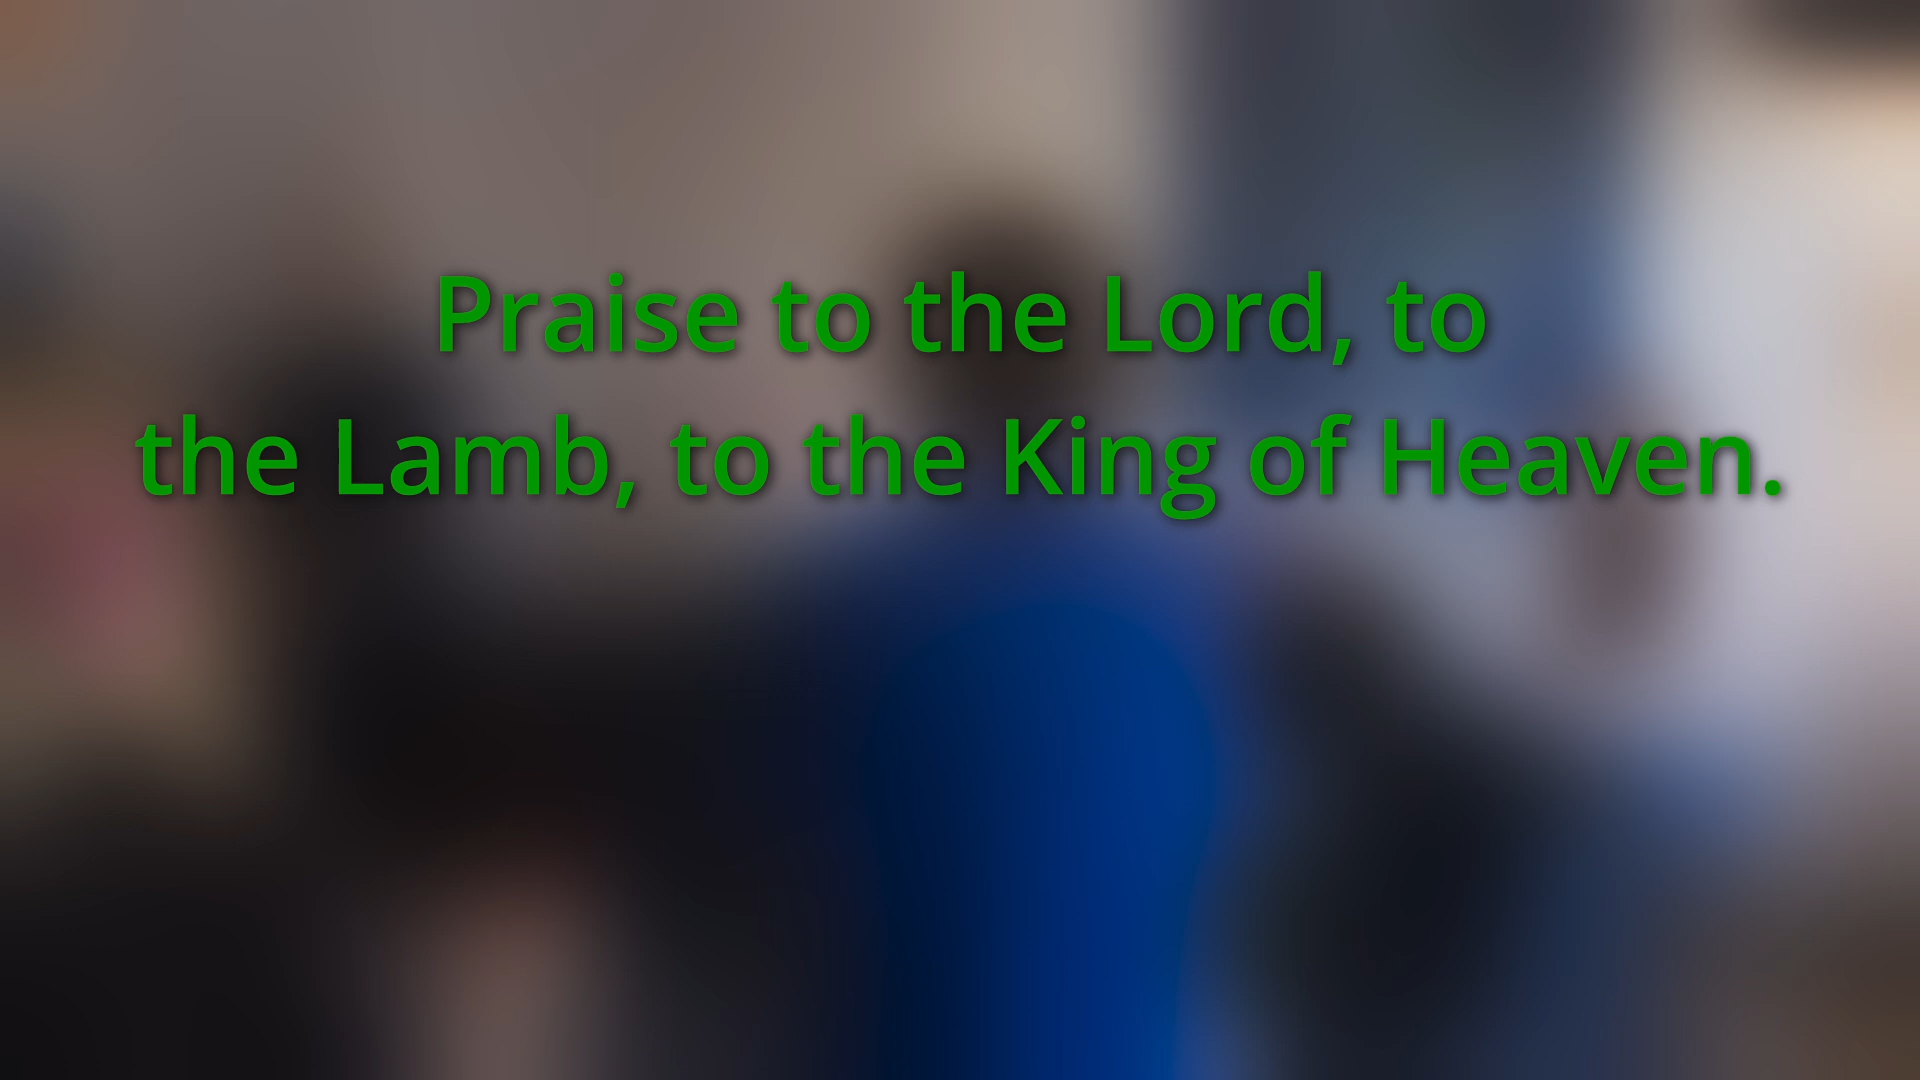 Praise to the Lord, to
the Lamb, to the King of Heaven.